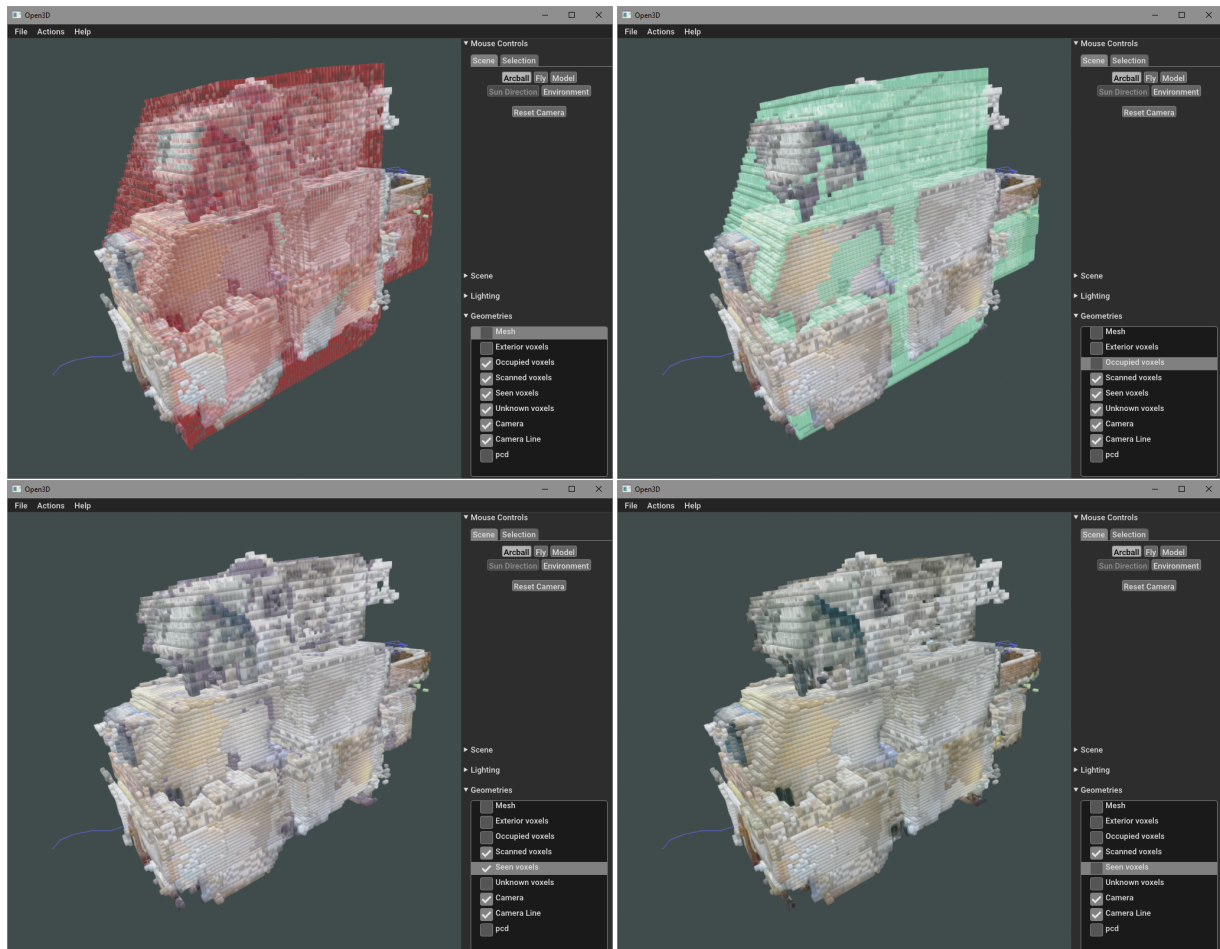 Open3D
File Actions Help
Mouse Controls
Scene Selection
Arcball Fly Model
Sun Direction Environment
Reset Camera
Scene
Lighting
Geometries
Mesh
Exterior voxels
Occupied voxels
Scanned voxels
Seen voxels
Unknown voxels
Camera
Camera Line
pcd
Open3D
File Actions Help
Mouse Controls
Scene Selection
Arcball Fly Model
Sun Direction Environment
Reset Camera
Scene
Lighting
Geometries
Mesh
Exterior voxels
Occupied voxels
Scanned voxels
Seen voxels
Unknown voxels
Camera
Camera Line
pcd
Open3D
File Actions Help
Mouse Controls
Scene Selection
Arcball Fly Model
Sun Direction Environment
Reset Camera
Scene
Lighting
Geometries
Mesh
Exterior voxels
Occupied voxels
Scanned voxels
Seen voxels
Unknown voxels
Camera
Camera Line
pcd
Open3D
File Actions Help
Mouse Controls
Scene Selection
Arcball Fly Model
Sun Direction Environment
Reset Camera
Scene
Lighting
Geometries
Mesh
Exterior voxels
Occupied voxels
Scanned voxels
Seen voxels
Unknown voxels
Camera
Camera Line
pcd